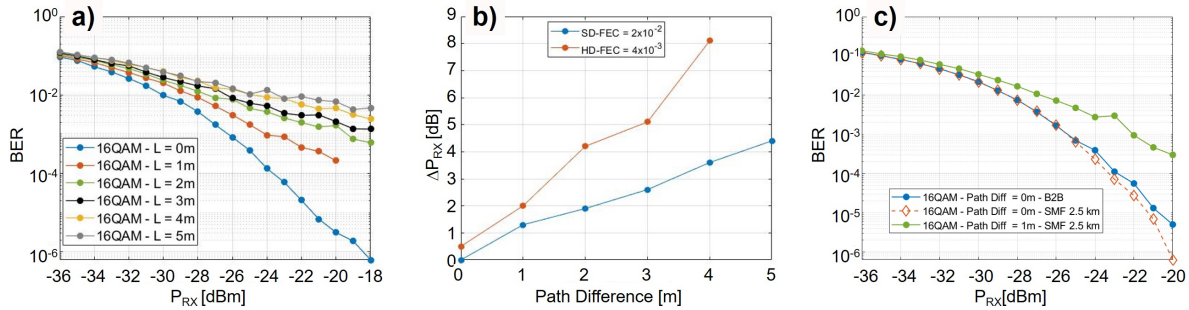 a)
10^0
10^-2
10^-4
10^-6
BER
16QAM - L = 0m
16QAM - L = 1m
16QAM - L = 2m
16QAM - L = 3m
16QAM - L = 4m
16QAM - L = 5m
-36 -34 -32 -30 -28 -26 -24 -22 -20 -18
P_RX [dBm]
b)
9
8
7
6
5
4
3
2
1
0
ΔP_RX [dB]
SD-FEC = 2x10^-2
HD-FEC = 4x10^-3
0 1 2 3 4 5
Path Difference [m]
c)
10^0
10^-1
10^-2
10^-3
10^-4
10^-5
10^-6
BER
16QAM - Path Diff = 0m - B2B
16QAM - Path Diff = 0m - SMF 2.5 km
16QAM - Path Diff = 1m - SMF 2.5 km
-36 -34 -32 -30 -28 -26 -24 -22 -20
P_RX[dBm]